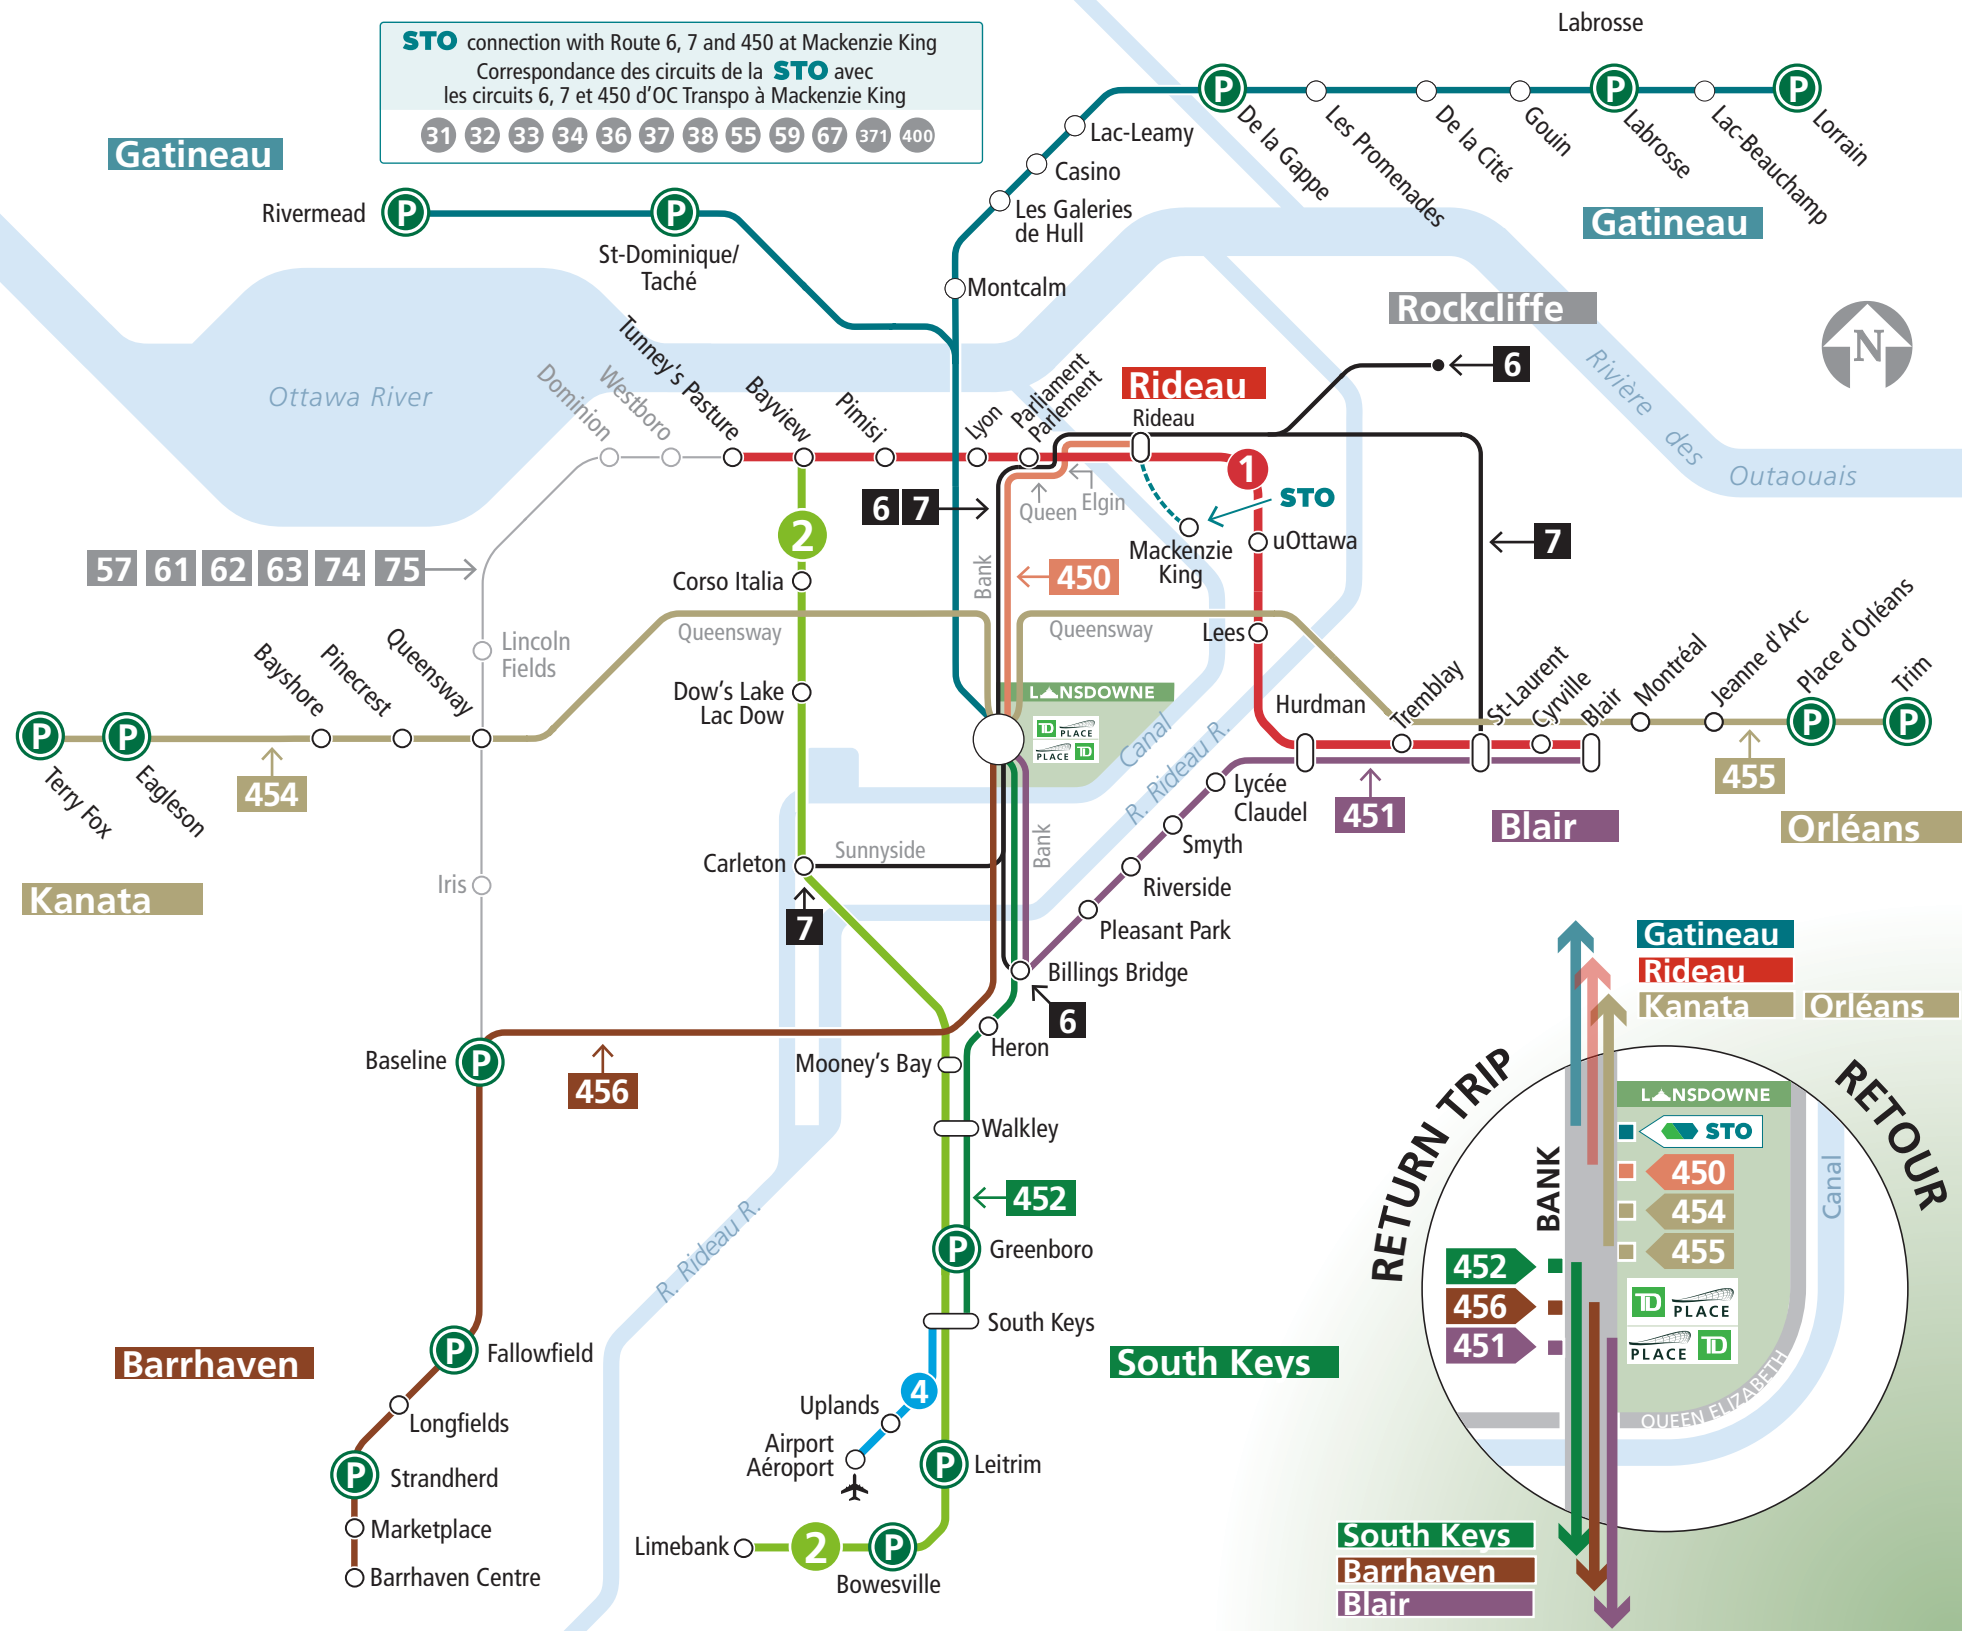 Labrosse
STO connection with Route 6, 7 and 450 at Mackenzie King
Correspondance des circuits de la STO avec
les circuits 6, 7 et 450 d'OC Transpo à Mackenzie King
31 32 33 34 36 37 38 55 59 67 371 400
Gatineau
P
P
P
De la Gappe
Les Promenades
De la Cité
Gouin
Labrosse
Lac-Beauchamp
Lorrain
Lac-Leamy
Casino
Les Galeries
de Hull
Montcalm
Gatineau
Rivermead
P
P
St-Dominique/
Taché
Rockcliffe
N
Ottawa River
Rivière
des
Outaouais
Dominion
Westboro
Tunney's Pasture
Bayview
Pimisi
Lyon
Parliament
Parlement
Rideau
Rideau
6
1
6 7
Queen
Elgin
STO
Mackenzie
King
uOttawa
7
2
57 61 62 63 74 75
Corso Italia
Bank
450
Queensway
Queensway
Lees
Lincoln
Fields
Bayshore
Pinecrest
Queensway
Dow's Lake
Lac Dow
LANSDOWNE
TD PLACE
PLACE TD
Canal
R. Rideau R.
Hurdman
Tremblay
St-Laurent
Cyrville
Blair
Montréal
Jeanne d'Arc
Place d'Orléans
Trim
P
P
P
P
Terry Fox
Eagleson
454
455
451
Lycée
Claudel
Blair
Orléans
Smyth
Riverside
Pleasant Park
Billings Bridge
Kanata
Iris
Carleton
Sunnyside
Bank
7
6
Heron
Baseline
P
456
Mooney's Bay
Walkley
452
P
Greenboro
R. Rideau R.
South Keys
P
Fallowfield
Barrhaven
Longfields
P
Strandherd
Marketplace
Barrhaven Centre
South Keys
4
Uplands
Airport
Aéroport
P
Leitrim
Limebank
2
P
Bowesville
Gatineau
Rideau
Kanata
Orléans
RETURN TRIP
RETOUR
LANSDOWNE
STO
BANK
450
454
455
452
456
451
TD PLACE
PLACE TD
Canal
QUEEN ELIZABETH
South Keys
Barrhaven
Blair